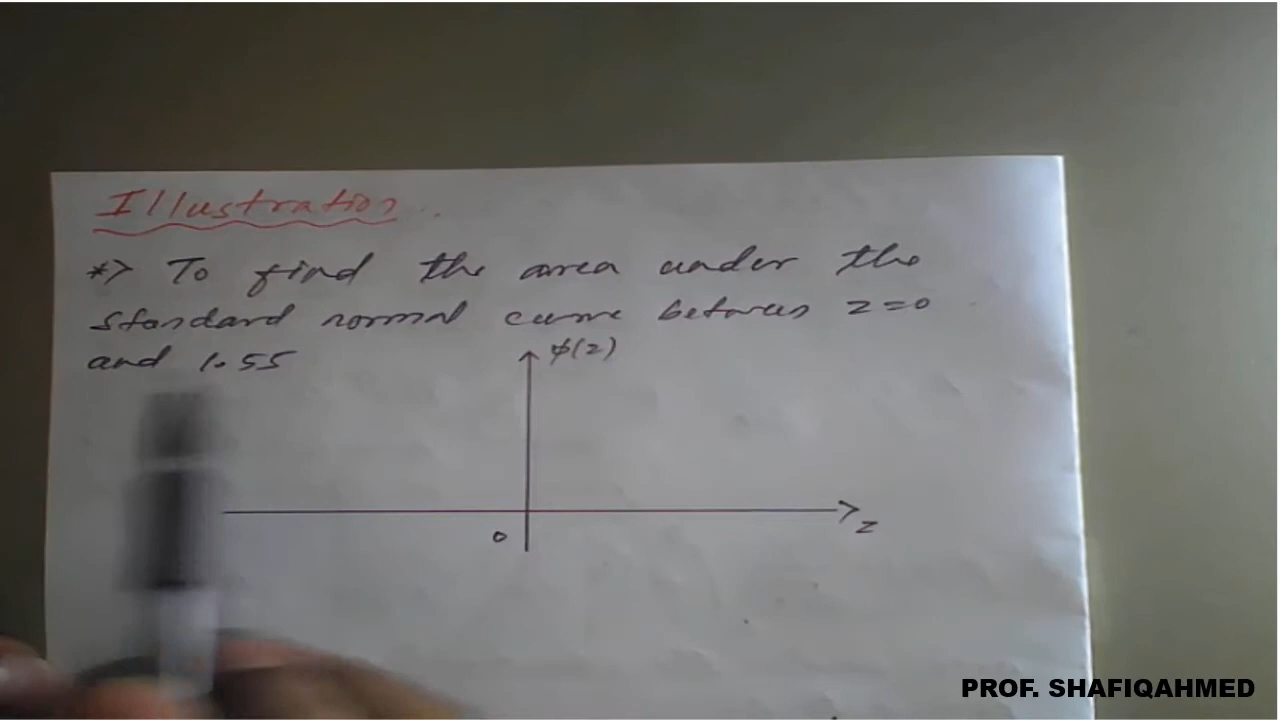 Illustration
*> To find the area under the
standard normal curve between z=0
and 1.55
φ(z)
0
z
PROF. SHAFIQAHMED